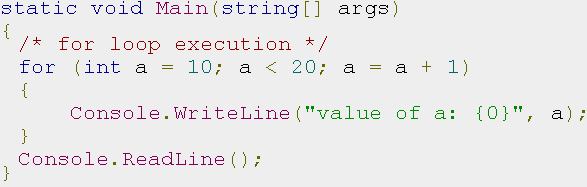 static void Main(string[] args)
{
/* for loop execution */
for (int a = 10; a < 20; a = a + 1)
{
Console.WriteLine("value of a: {0}", a);
}
Console.ReadLine();
}